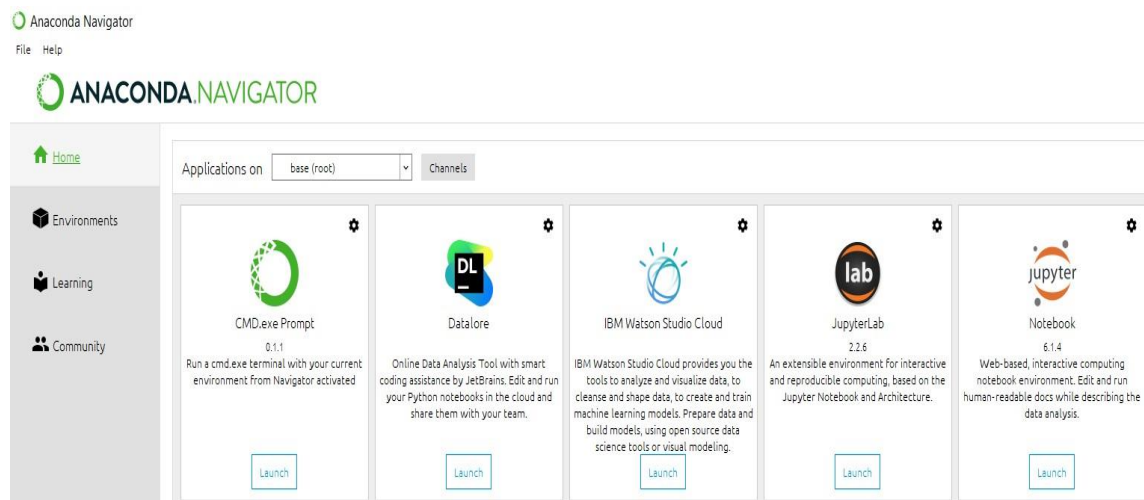 Anaconda Navigator
File Help
ANACONDA.NAVIGATOR
Home
Environments
Learning
Community
Applications on base (root) Channels
CMD.exe Prompt
0.1.1
Run a cmd.exe terminal with your current
environment from Navigator activated
Launch
DL
Datalore
Online Data Analysis Tool with smart
coding assistance by JetBrains. Edit and run
your Python notebooks in the cloud and
share them with your team.
Launch
IBM Watson Studio Cloud
IBM Watson Studio Cloud provides you the
tools to analyze and visualize data, to
cleanse and shape data, to create and train
machine learning models. Prepare data and
build models, using open source data
science tools or visual modeling.
Launch
lab
JupyterLab
2.2.6
An extensible environment for interactive
and reproducible computing, based on the
Jupyter Notebook and Architecture.
Launch
jupyter
Notebook
6.1.4
Web-based, interactive computing
notebook environment. Edit and run
human-readable docs while describing the
data analysis.
Launch